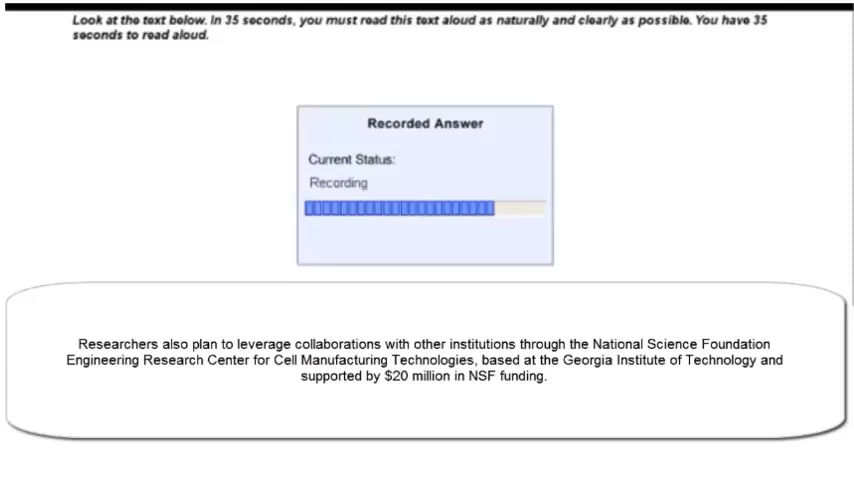 Look at the text below. In 35 seconds, you must read this text aloud as naturally and clearly as possible. You have 35
seconds to read aloud.
Recorded Answer
Current Status:
Recording
Researchers also plan to leverage collaborations with other institutions through the National Science Foundation
Engineering Research Center for Cell Manufacturing Technologies, based at the Georgia Institute of Technology and
supported by $20 million in NSF funding.